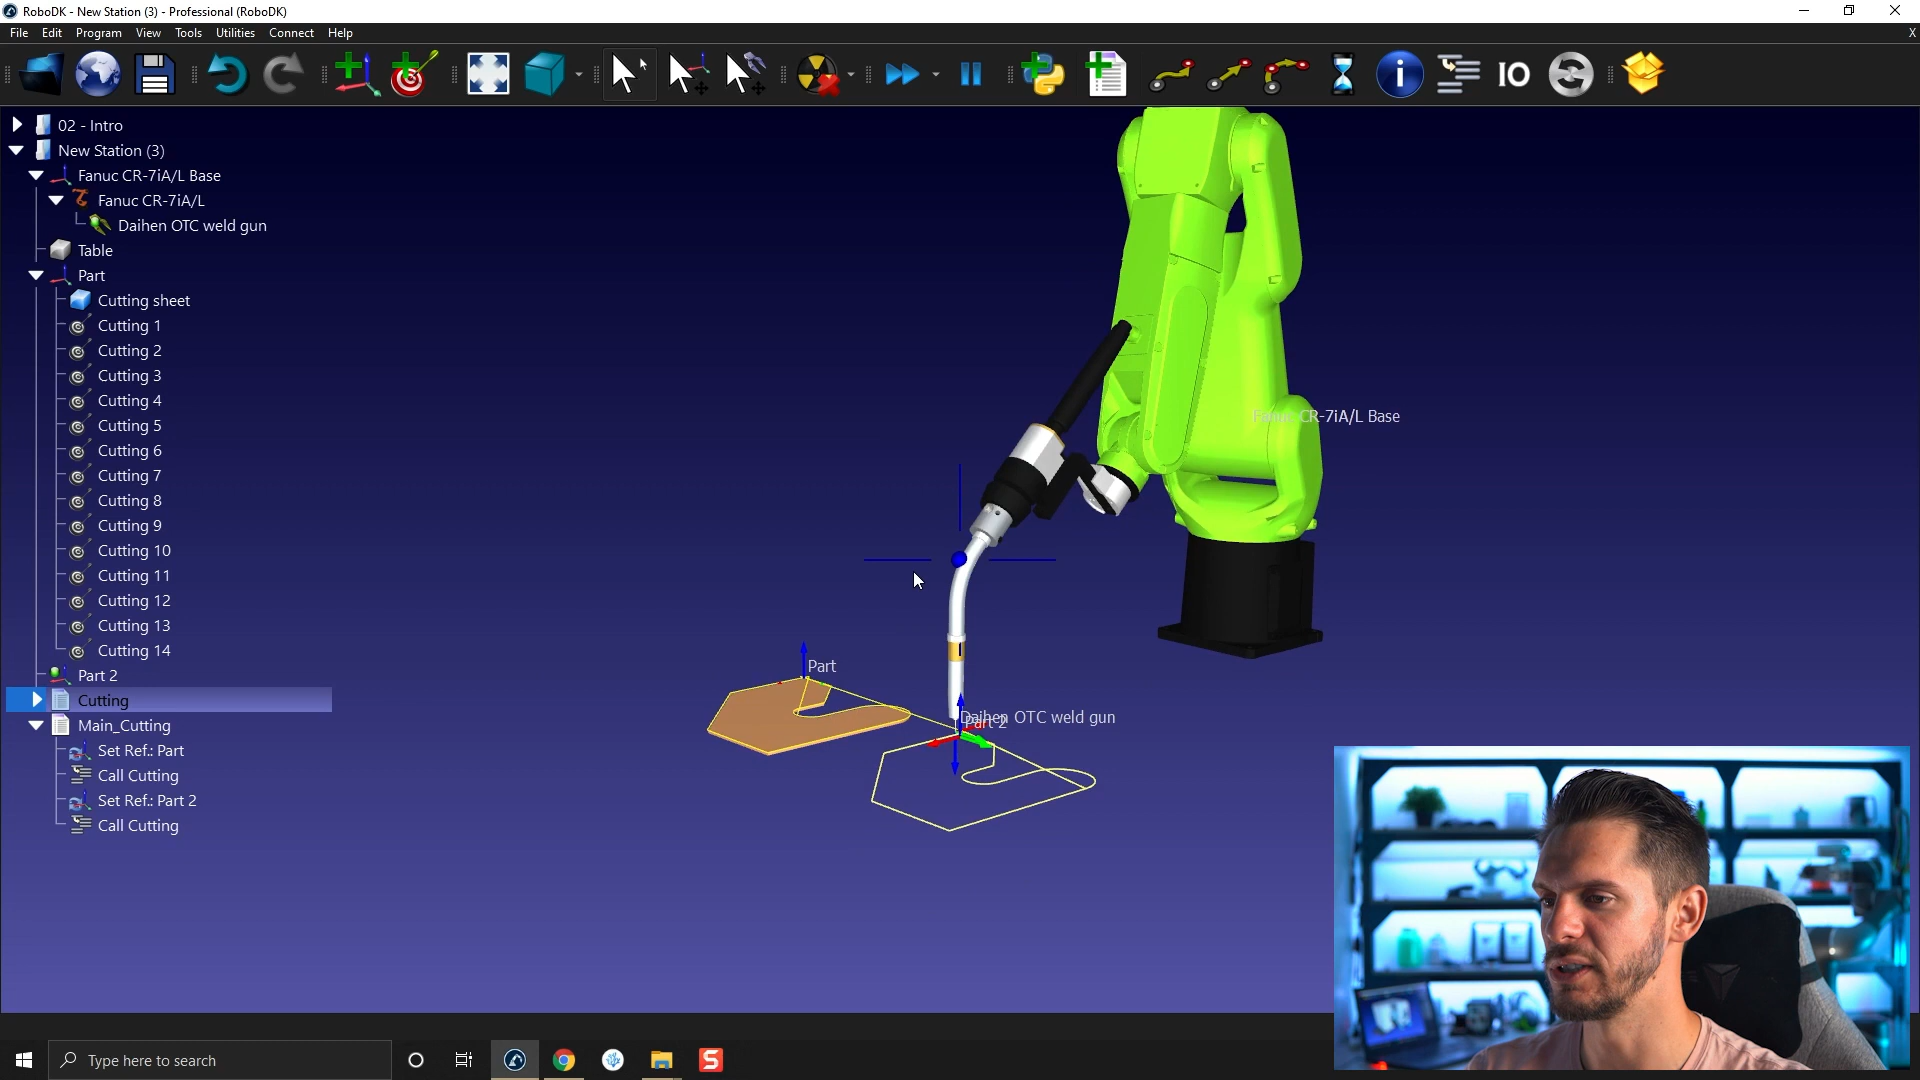 RoboDK - New Station (3) - Professional (RoboDK)
File Edit Program View Tools Utilities Connect Help X
IO
02 - Intro
New Station (3)
Fanuc CR-7iA/L Base
Fanuc CR-7iA/L
Daihen OTC weld gun
Table
Part
Cutting sheet
Cutting 1
Cutting 2
Cutting 3
Cutting 4
Cutting 5
Cutting 6
Cutting 7
Cutting 8
Cutting 9
Cutting 10
Cutting 11
Cutting 12
Cutting 13
Cutting 14
Part 2
Cutting
Main_Cutting
Set Ref.: Part
Call Cutting
Set Ref.: Part 2
Call Cutting
Fanuc CR-7iA/L Base
Part
Daihen OTC weld gun
Part 2
Type here to search